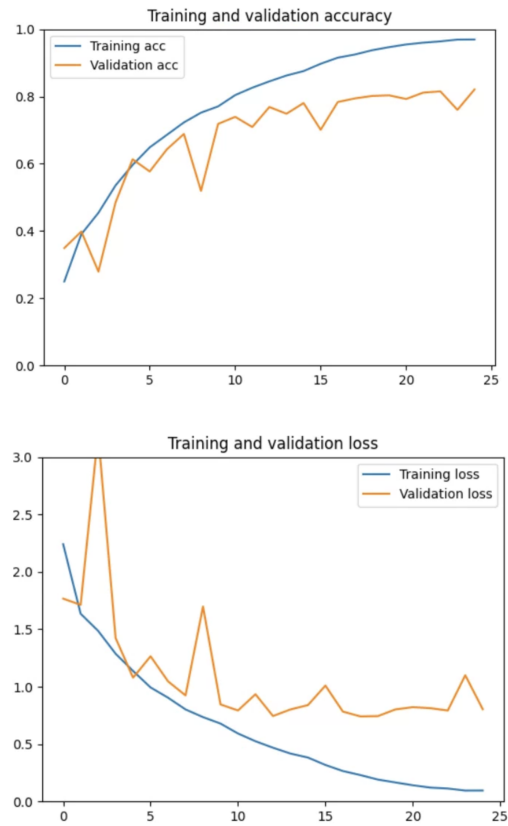 Training and validation accuracy
1.0
Training acc
Validation acc
0.8
0.6
0.4
0.2
0.0
0 5 10 15 20 25
Training and validation loss
3.0
Training loss
Validation loss
2.5
2.0
1.5
1.0
0.5
0.0
0 5 10 15 20 25